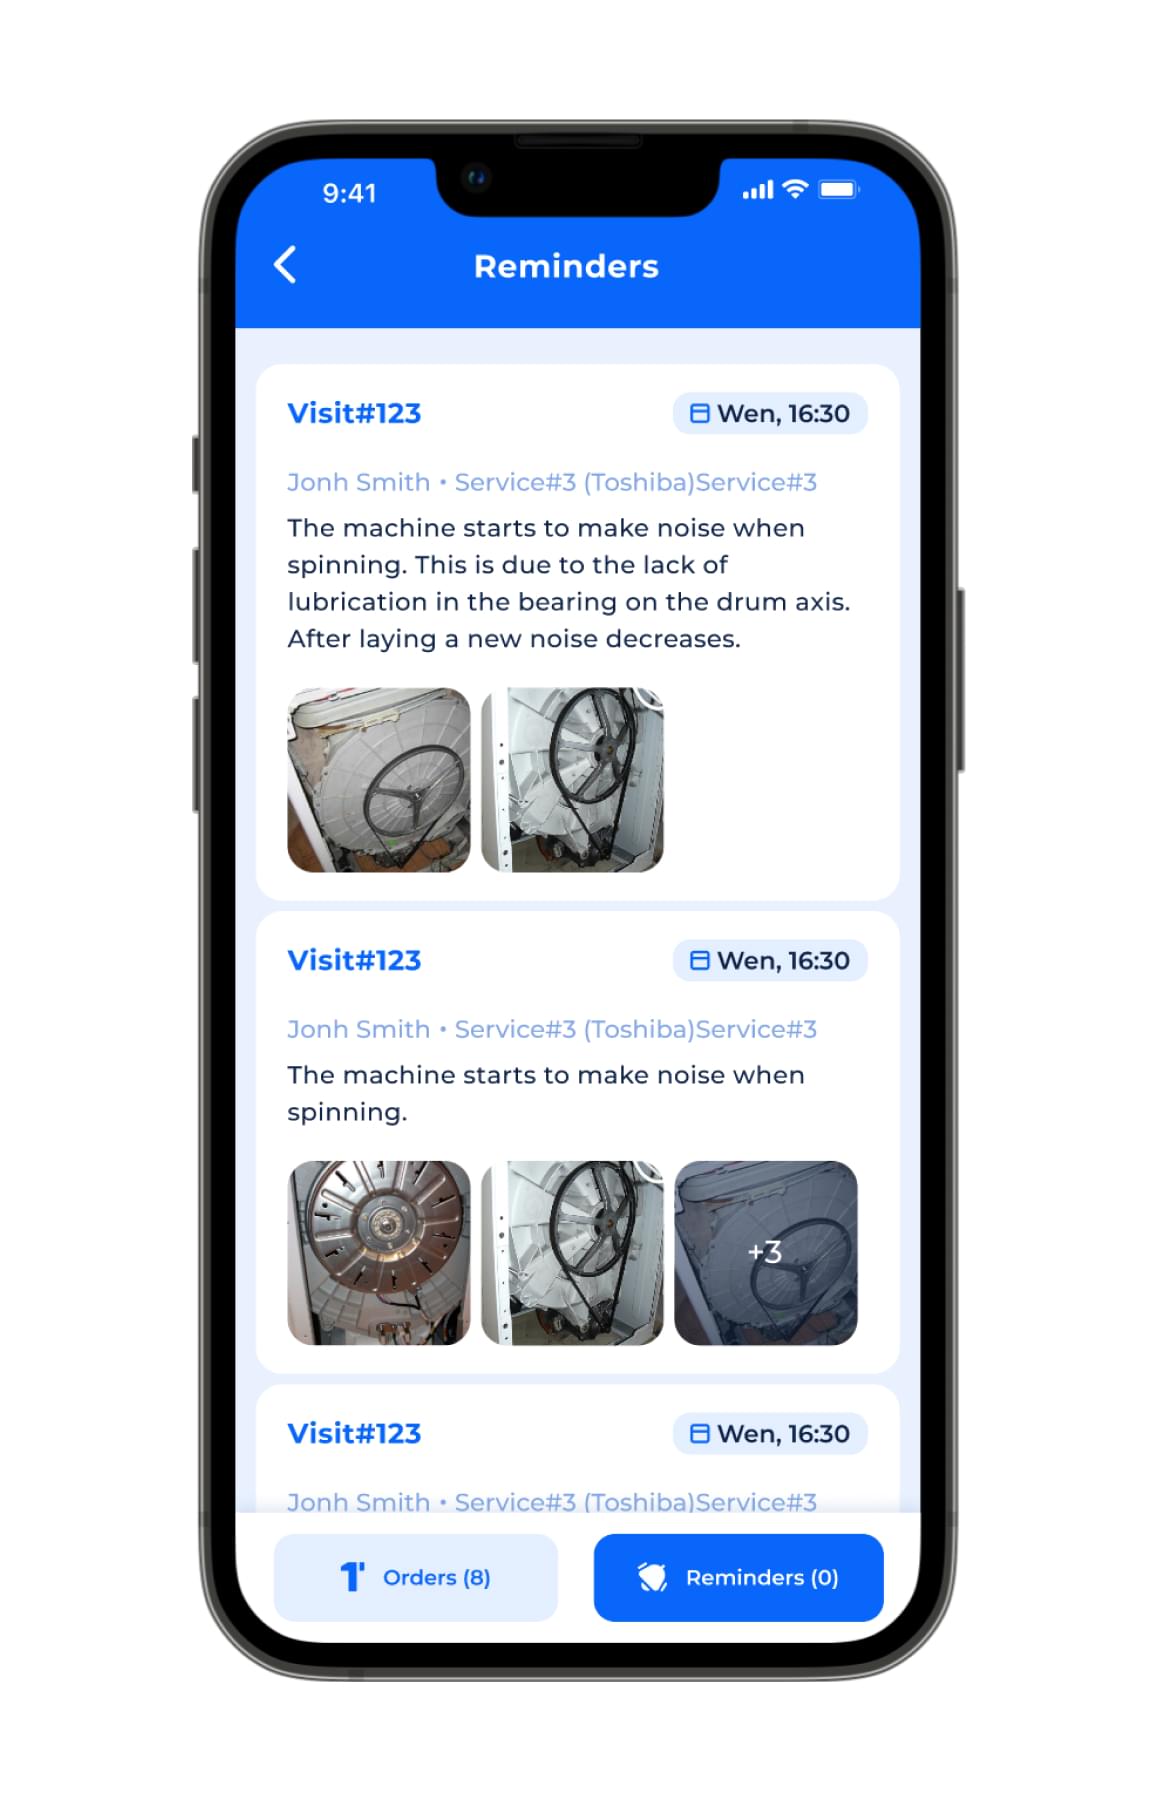 9:41
Reminders
Visit#123
Wen, 16:30
Jonh Smith • Service#3 (Toshiba)Service#3
The machine starts to make noise when
spinning. This is due to the lack of
lubrication in the bearing on the drum axis.
After laying a new noise decreases.
Visit#123
Wen, 16:30
Jonh Smith • Service#3 (Toshiba)Service#3
The machine starts to make noise when
spinning.
+3
Visit#123
Wen, 16:30
Jonh Smith • Service#3 (Toshiba)Service#3
Orders (8)
Reminders (0)